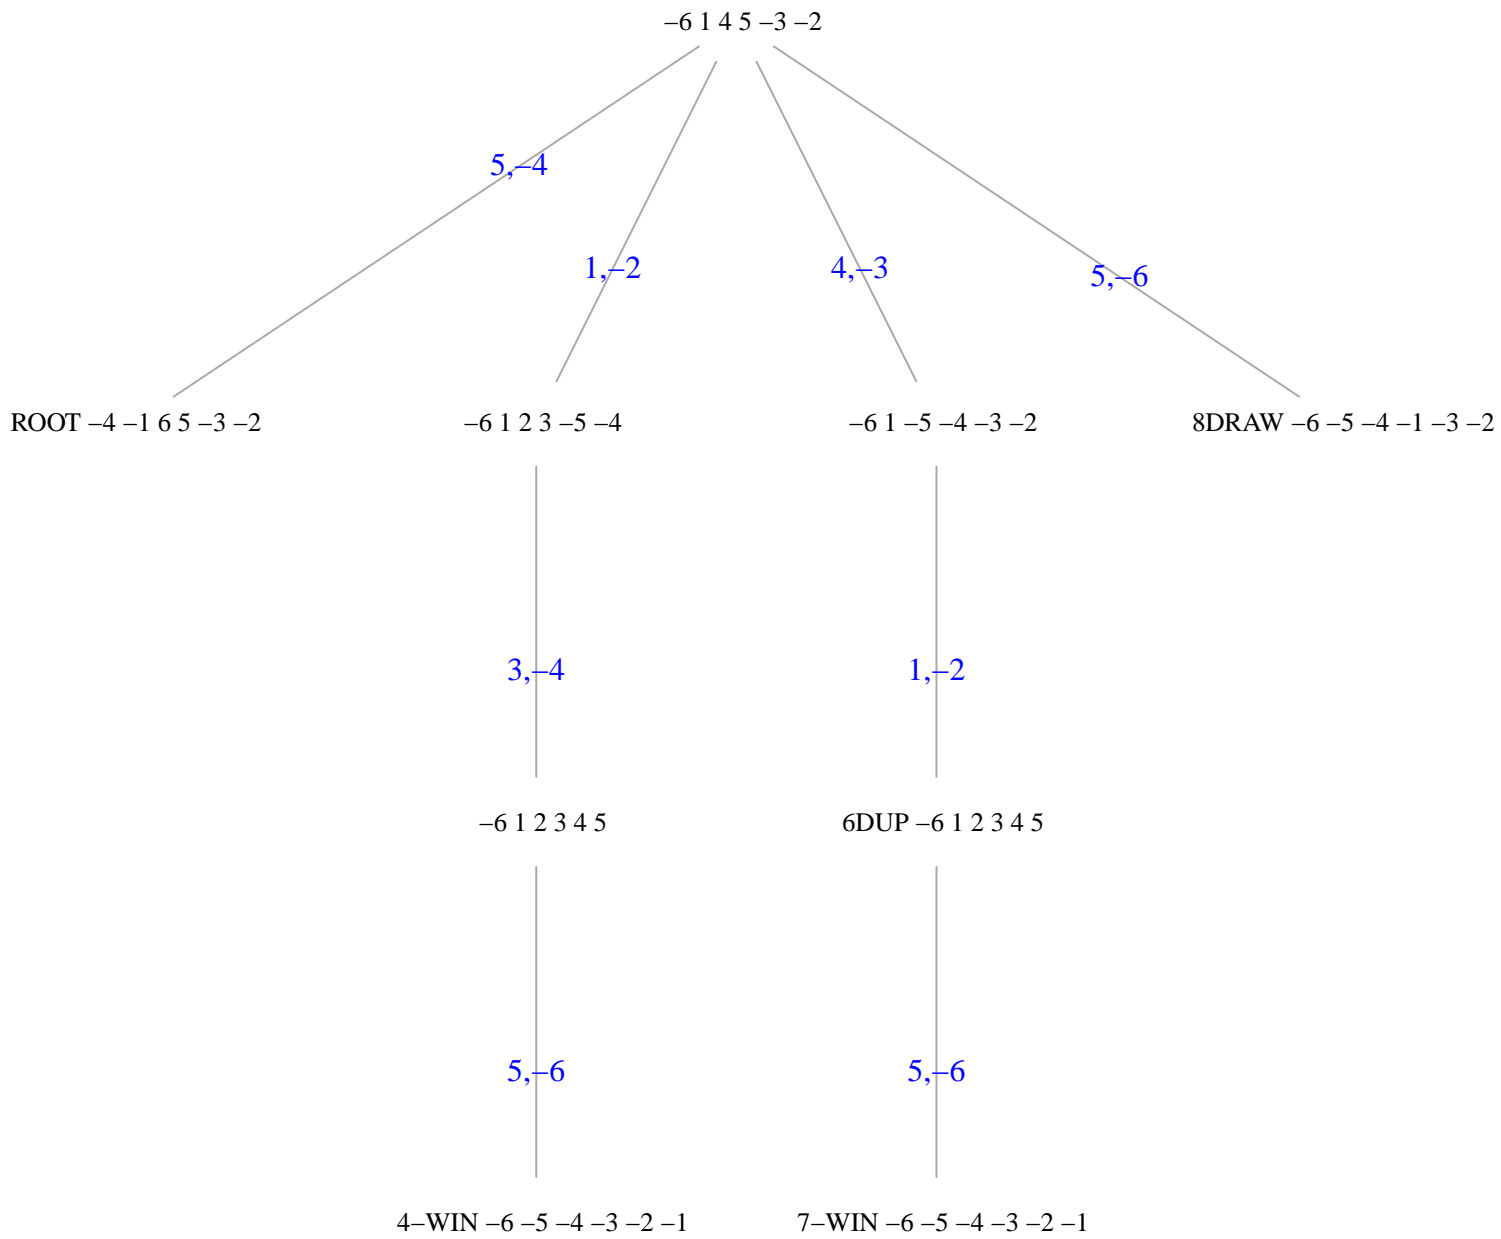 −6 1 4 5 −3 −2
5,−4
1,−2
4,−3
5,−6
ROOT −4 −1 6 5 −3 −2
−6 1 2 3 −5 −4
−6 1 −5 −4 −3 −2
8DRAW −6 −5 −4 −1 −3 −2
3,−4
1,−2
−6 1 2 3 4 5
6DUP −6 1 2 3 4 5
5,−6
5,−6
4−WIN −6 −5 −4 −3 −2 −1
7−WIN −6 −5 −4 −3 −2 −1